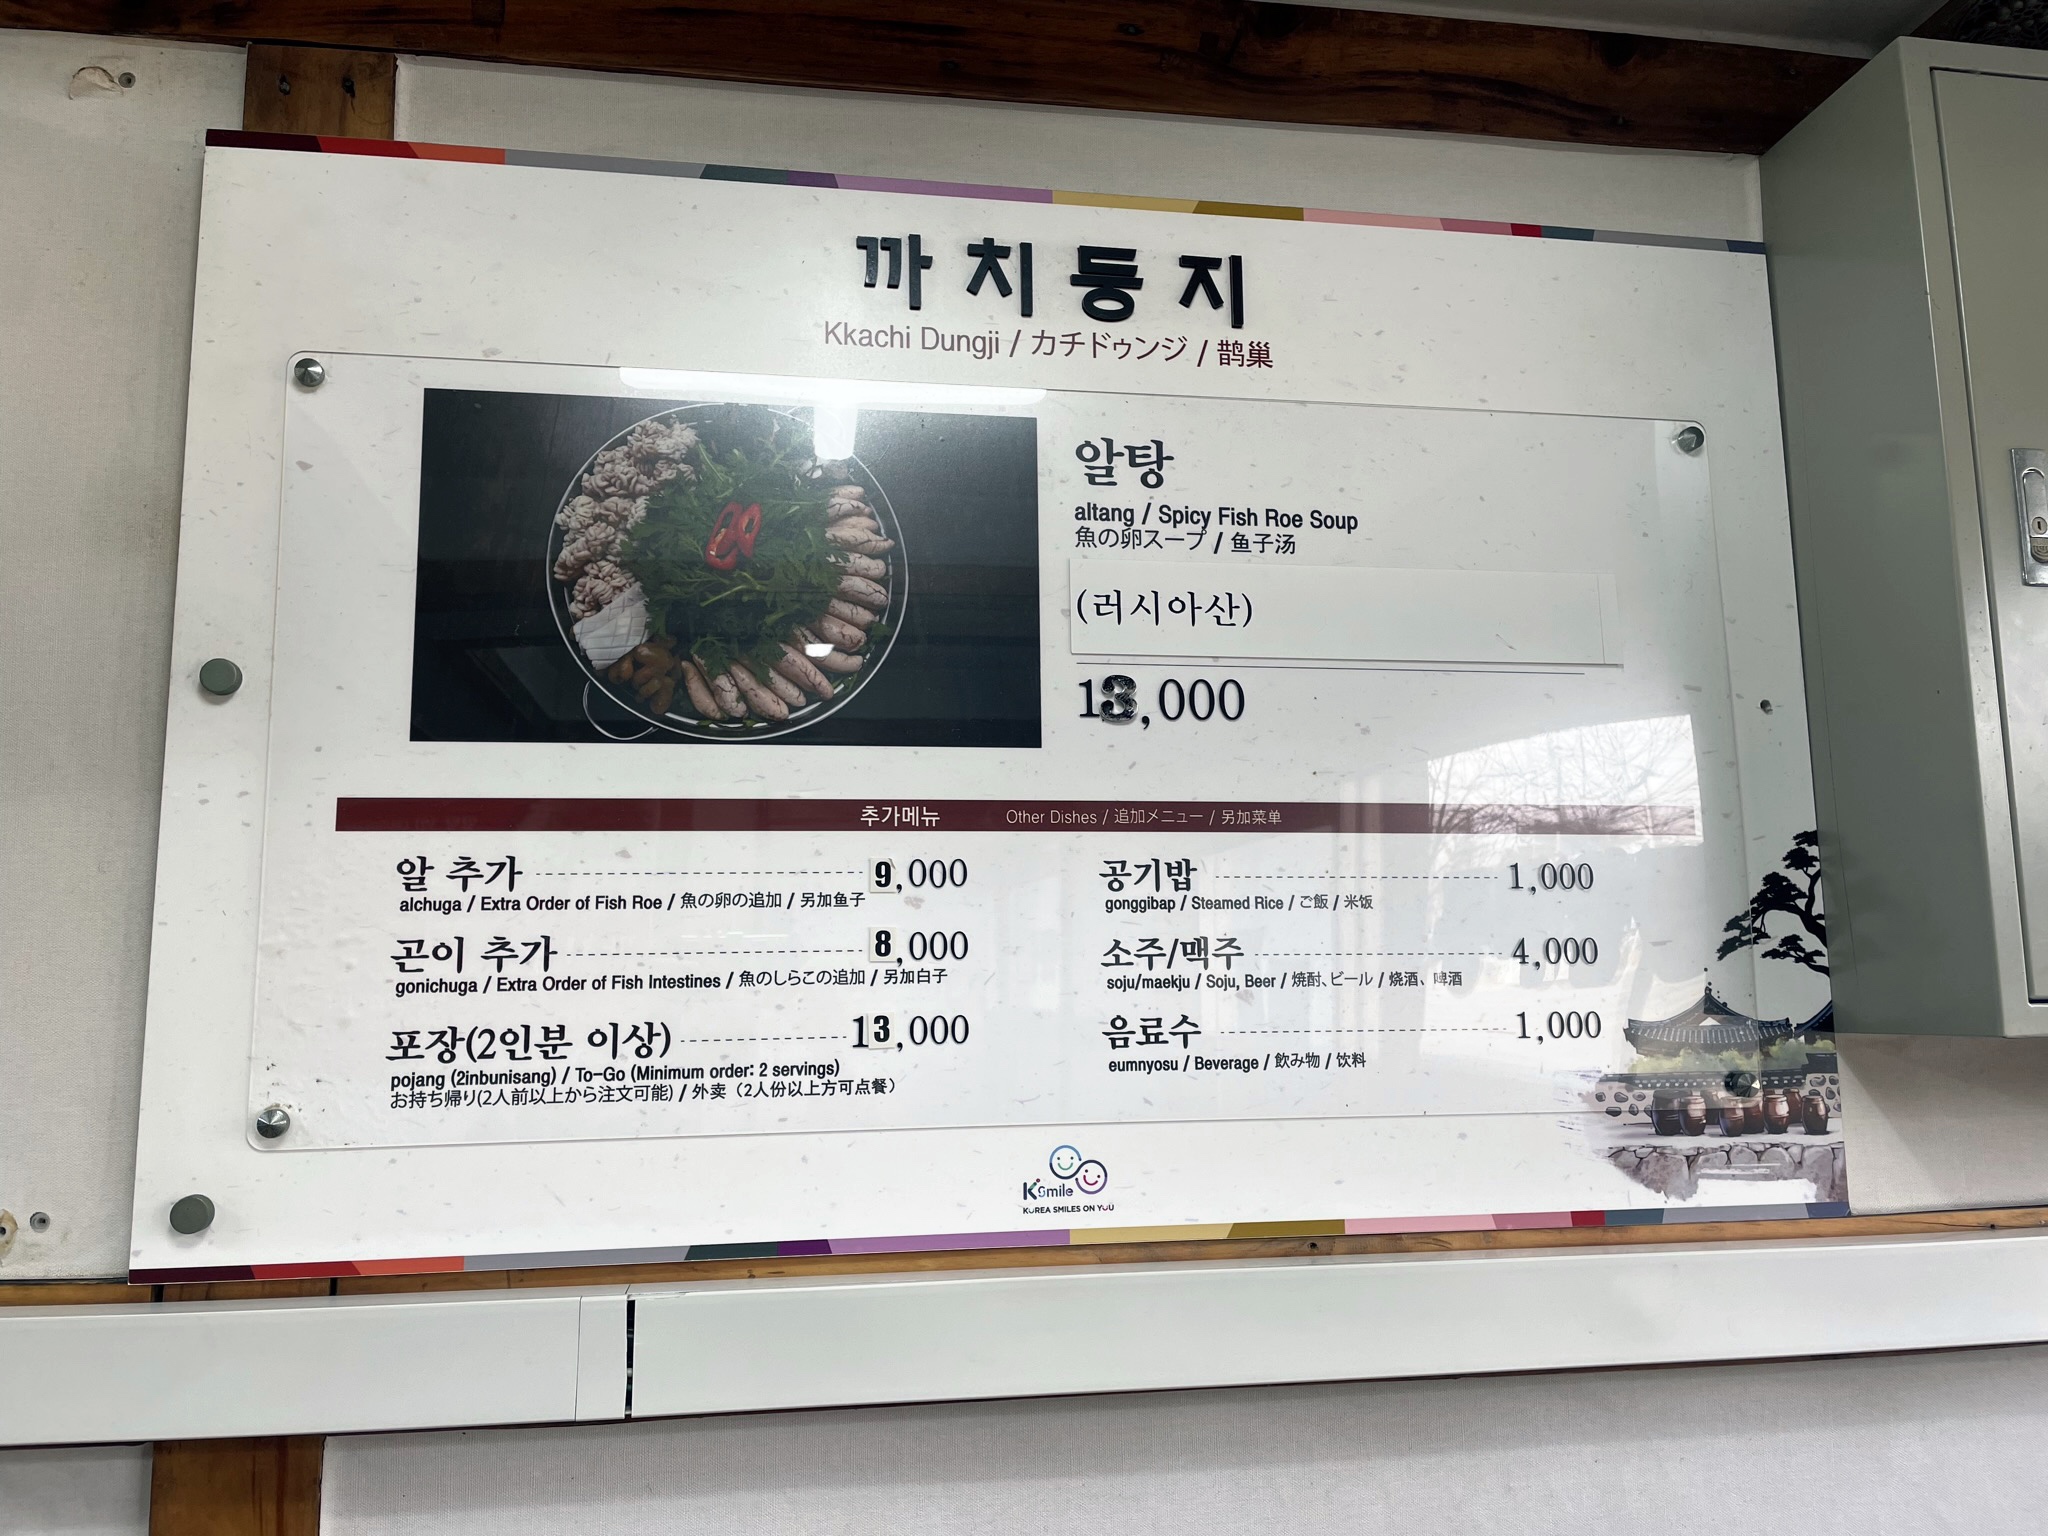 까치둥지
Kkachi Dungji / カチドゥンジ / 鹊巢
알탕
altang / Spicy Fish Roe Soup
魚の卵スープ / 鱼子汤
(러시아산)
13,000
추가메뉴 Other Dishes / 追加メニュー / 另加菜单
알 추가 9,000
alchuga / Extra Order of Fish Roe / 魚の卵の追加 / 另加鱼子
곤이 추가 8,000
gonichuga / Extra Order of Fish Intestines / 魚のしらこの追加 / 另加白子
포장(2인분 이상) 13,000
pojang (2inbunisang) / To-Go (Minimum order: 2 servings)
お持ち帰り(2人前以上から注文可能) / 外卖（2人份以上方可点餐）
공기밥 1,000
gonggibap / Steamed Rice / ご飯 / 米饭
소주/맥주 4,000
soju/maekju / Soju, Beer / 焼酎、ビール / 烧酒、啤酒
음료수 1,000
eumnyosu / Beverage / 飲み物 / 饮料
K Smile
KOREA SMILES ON YOU